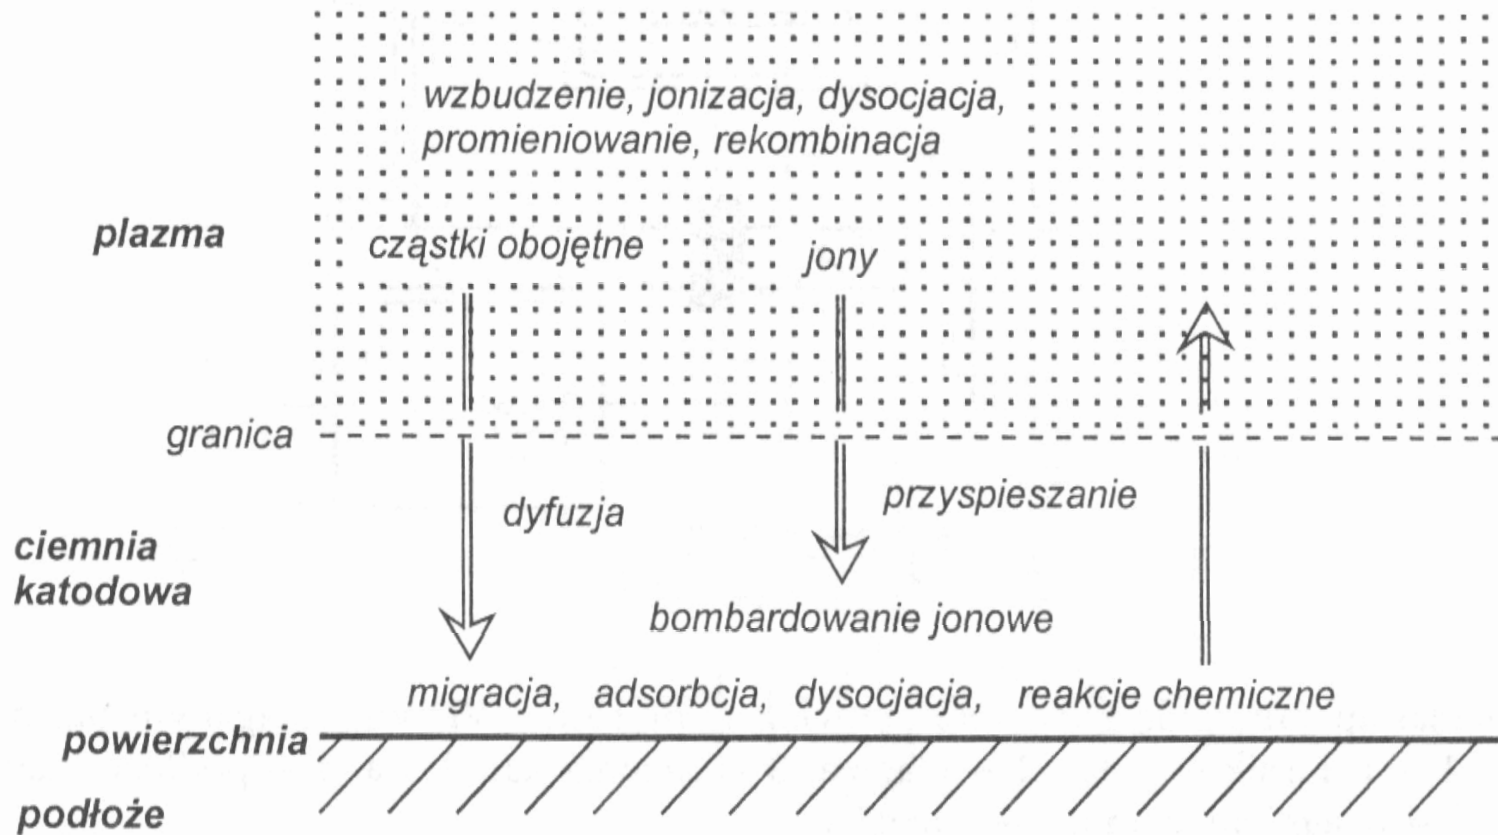 wzbudzenie, jonizacja, dysocjacja,
promieniowanie, rekombinacja
plazma
cząstki obojętne
jony
granica
dyfuzja
przyspieszanie
ciemnia
katodowa
bombardowanie jonowe
migracja, adsorbcja, dysocjacja, reakcje chemiczne
powierzchnia
podłoże